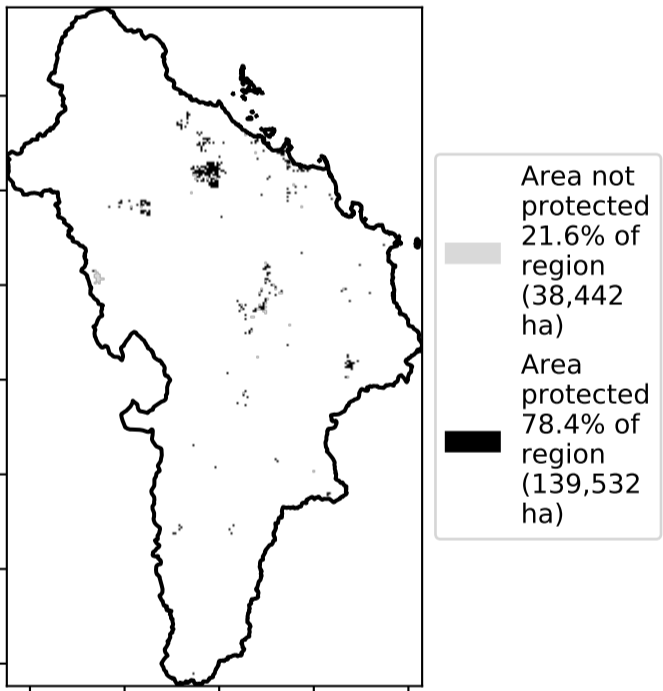 Area not
protected
21.6% of
region
(38,442
ha)
Area
protected
78.4% of
region
(139,532
ha)